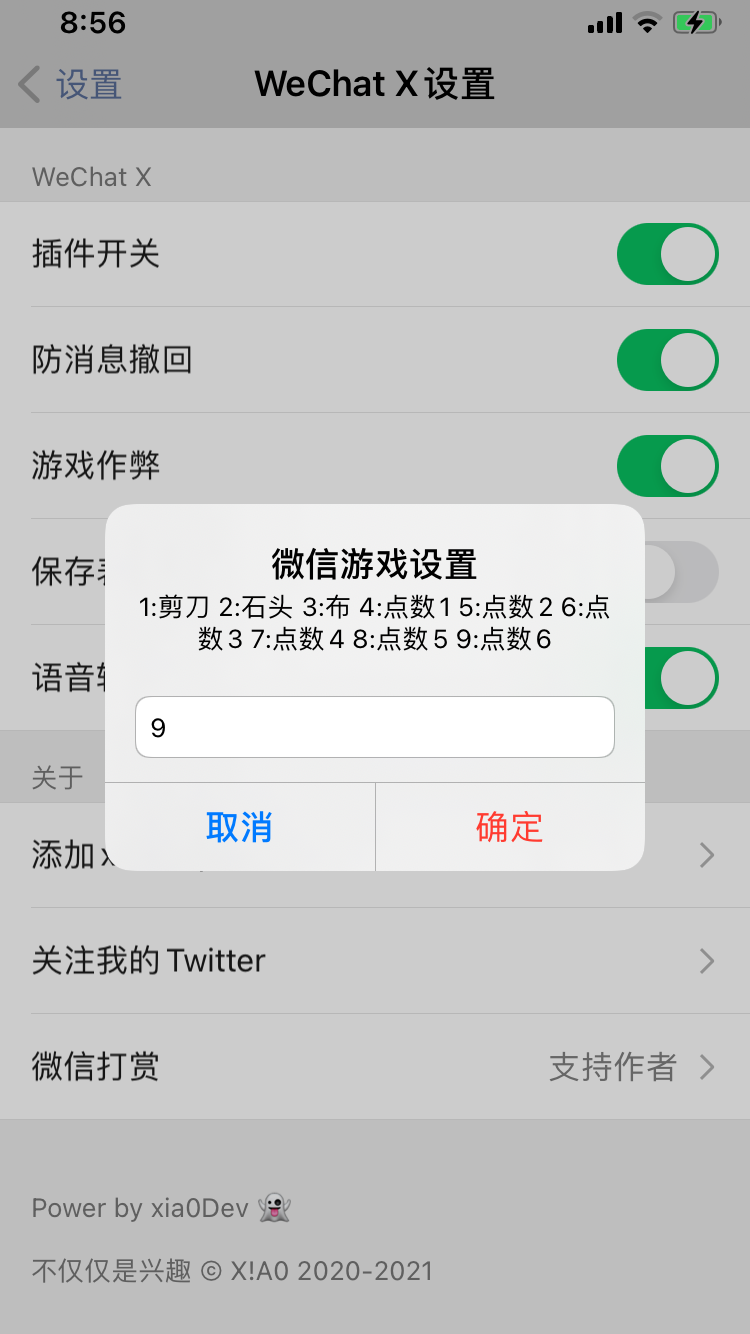 8:56
设置
WeChat X设置
WeChat X
插件开关
防消息撤回
游戏作弊
保存
语音
微信游戏设置
1:剪刀 2:石头 3:布 4:点数1 5:点数2 6:点
数3 7:点数4 8:点数5 9:点数6
9
取消
确定
关于
添加
关注我的 Twitter
微信打赏
支持作者
Power by xia0Dev 👻
不仅仅是兴趣 © X!A0 2020-2021